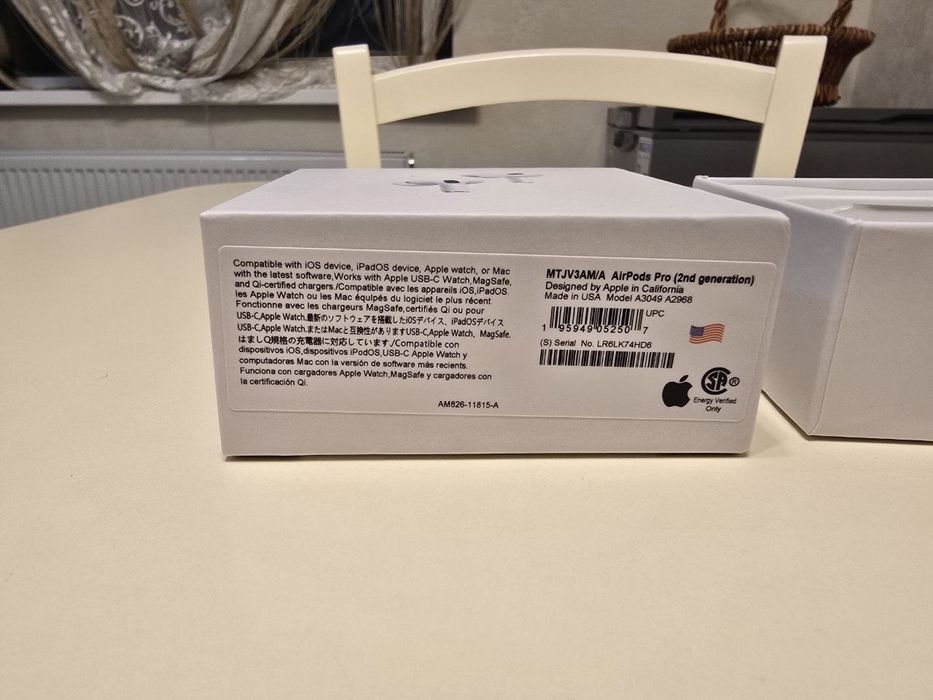 Compatible with iOS device, iPadOS device, Apple watch, or Mac
with the latest software,Works with Apple USB-C Watch,MagSafe,
and Qi-certified chargers./Compatible avec les appareils iOS,iPadOS.
les Apple Watch ou les Mac équipés du logiciel le plus récent.
Fonctionne avec les chargeurs MagSafe,certifiés Qi ou pour
USB-C,Apple Watch.最新のソフトウェアを搭載したiOSデバイス、iPadOSデバイス
USB-C,Apple Watch.またはMacと互換性がありますUSB-C,Apple Watch、MagSafe.
はましQ規格の充電器に対応しています./Compatible con
dispositivos iOS,dispositivos iPodOS,USB-C Apple Watch y
computadoras Mac con la versión de software más recients.
Funciona con cargadores Apple Watch,MagSafe y cargadores con
la certificación Qi.
AM826-11815-A
MTJV3AM/A AirPods Pro (2nd generation)
Designed by Apple in California
Made in USA Model A3049 A2968
UPC
1 95949 05250 7
(S) Serial No. LR6LK74HD6
SA ®
Energy Verified
Only